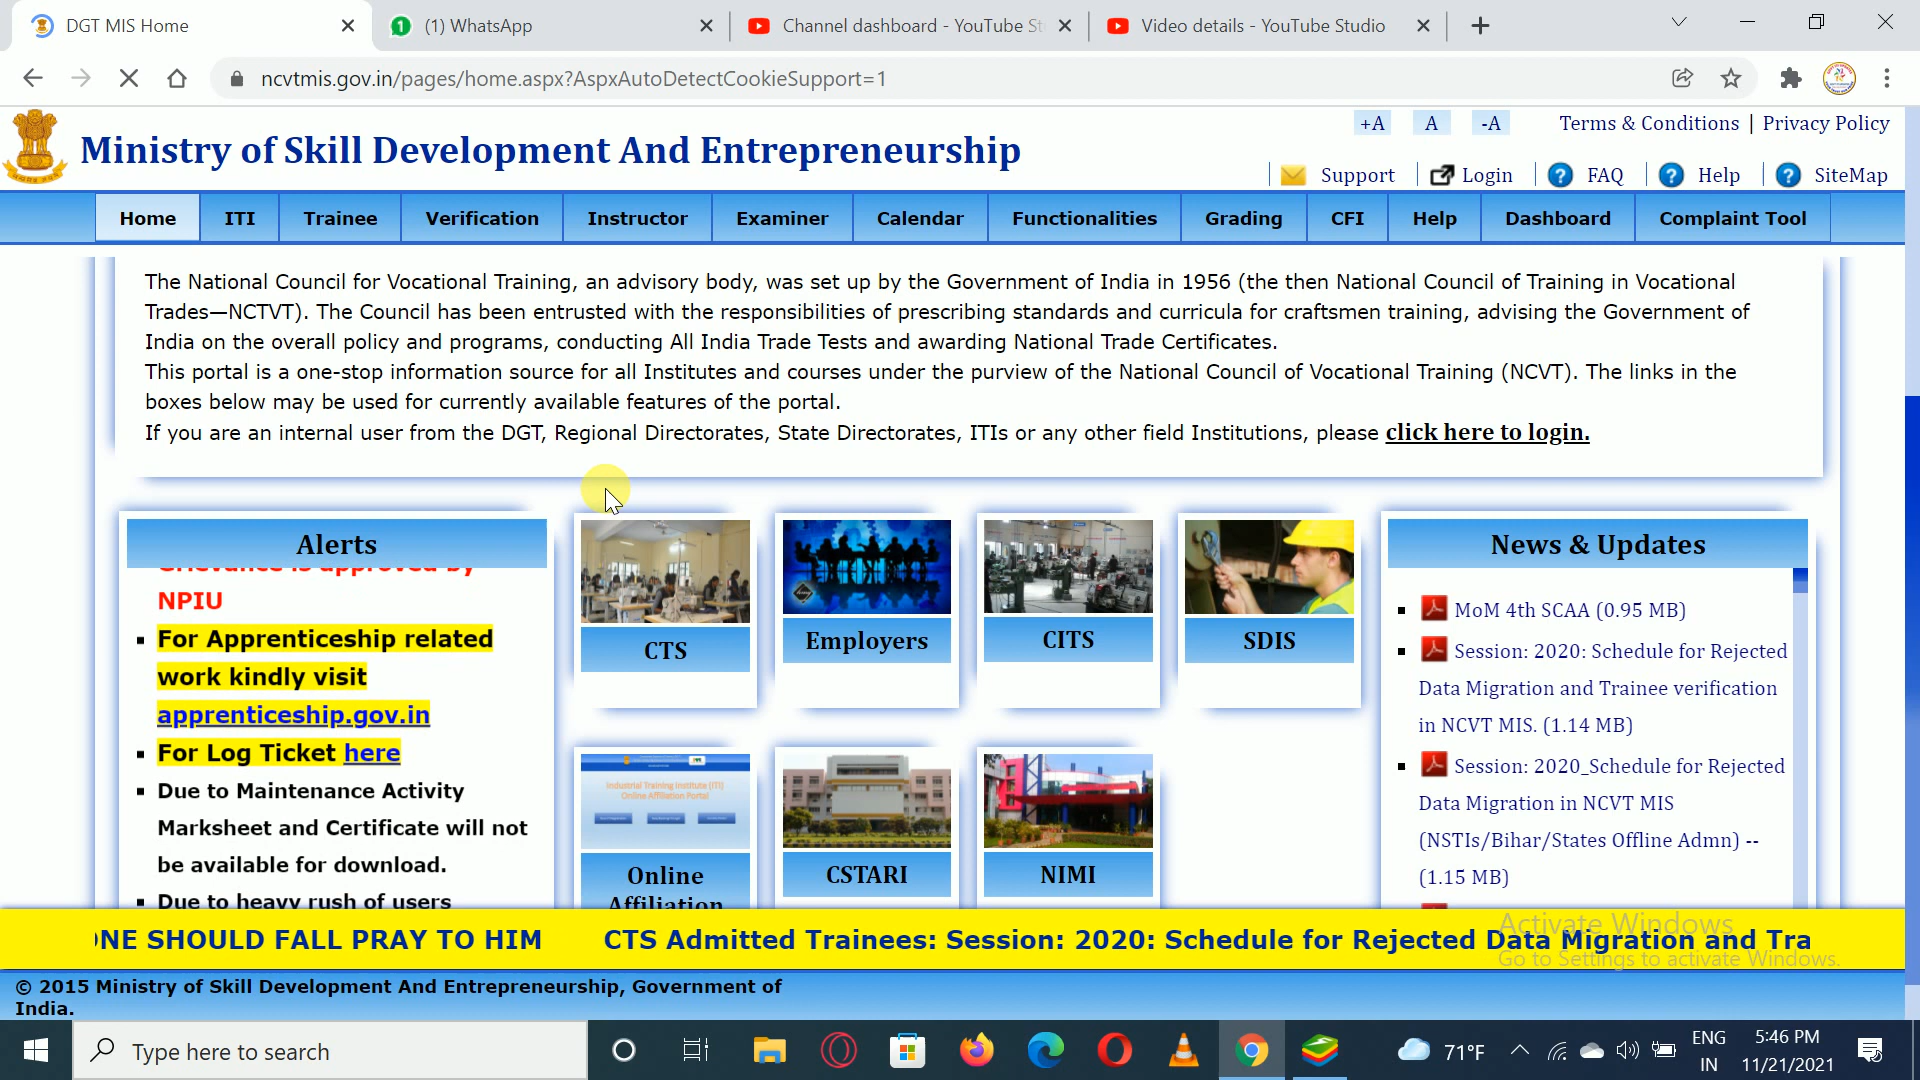 DGT MIS Home
(1) WhatsApp
Channel dashboard - YouTube St
Video details - YouTube Studio
ncvtmis.gov.in/pages/home.aspx?AspxAutoDetectCookieSupport=1
Ministry of Skill Development And Entrepreneurship
+A A -A Terms & Conditions | Privacy Policy
Support Login FAQ Help SiteMap
Home ITI Trainee Verification Instructor Examiner Calendar Functionalities Grading CFI Help Dashboard Complaint Tool
The National Council for Vocational Training, an advisory body, was set up by the Government of India in 1956 (the then National Council of Training in Vocational
Trades—NCTVT). The Council has been entrusted with the responsibilities of prescribing standards and curricula for craftsmen training, advising the Government of
India on the overall policy and programs, conducting All India Trade Tests and awarding National Trade Certificates.
This portal is a one-stop information source for all Institutes and courses under the purview of the National Council of Vocational Training (NCVT). The links in the
boxes below may be used for currently available features of the portal.
If you are an internal user from the DGT, Regional Directorates, State Directorates, ITIs or any other field Institutions, please click here to login.
Alerts
Grievance is approved by
NPIU
For Apprenticeship related
work kindly visit
apprenticeship.gov.in
For Log Ticket here
Due to Maintenance Activity
Marksheet and Certificate will not
be available for download.
Due to heavy rush of users
CTS
Employers
CITS
SDIS
Industrial Training Institute (ITI)
Online Affiliation Portal
Online
Affiliation
CSTARI
NIMI
News & Updates
MoM 4th SCAA (0.95 MB)
Session: 2020: Schedule for Rejected
Data Migration and Trainee verification
in NCVT MIS. (1.14 MB)
Session: 2020_Schedule for Rejected
Data Migration in NCVT MIS
(NSTIs/Bihar/States Offline Admn) --
(1.15 MB)
NE SHOULD FALL PRAY TO HIM CTS Admitted Trainees: Session: 2020: Schedule for Rejected Data Migration and Tra
Activate Windows
Go to Settings to activate Windows.
© 2015 Ministry of Skill Development And Entrepreneurship, Government of
India.
Type here to search
71°F
ENG
IN
5:46 PM
11/21/2021